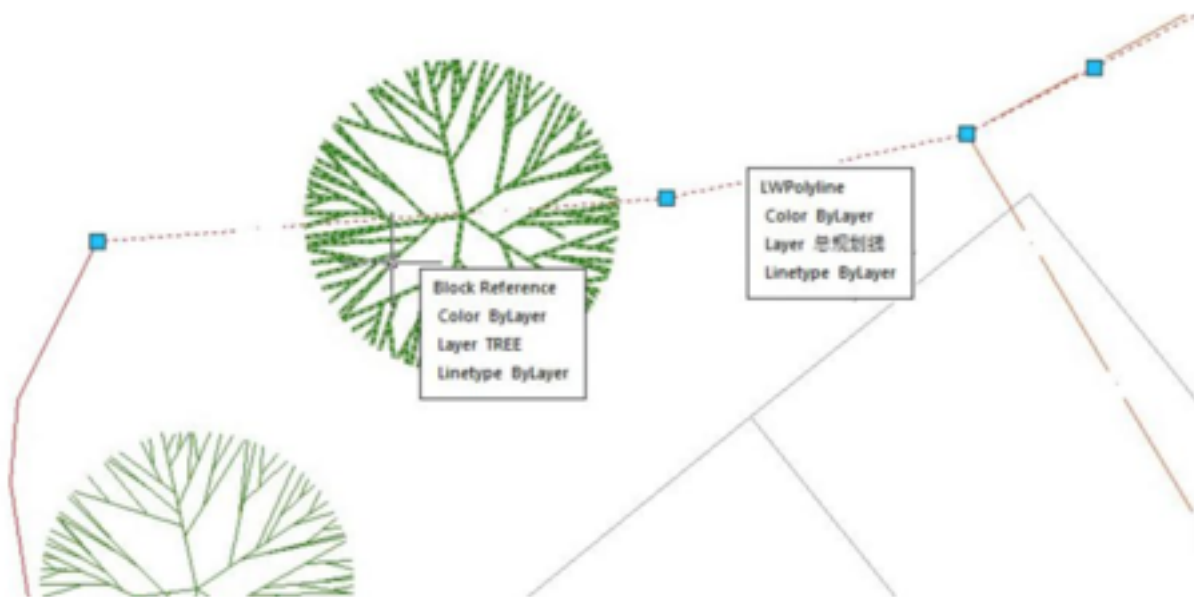 LWPolyline
Color ByLayer
Layer 总规划线
Linetype ByLayer
Block Reference
Color ByLayer
Layer TREE
Linetype ByLayer